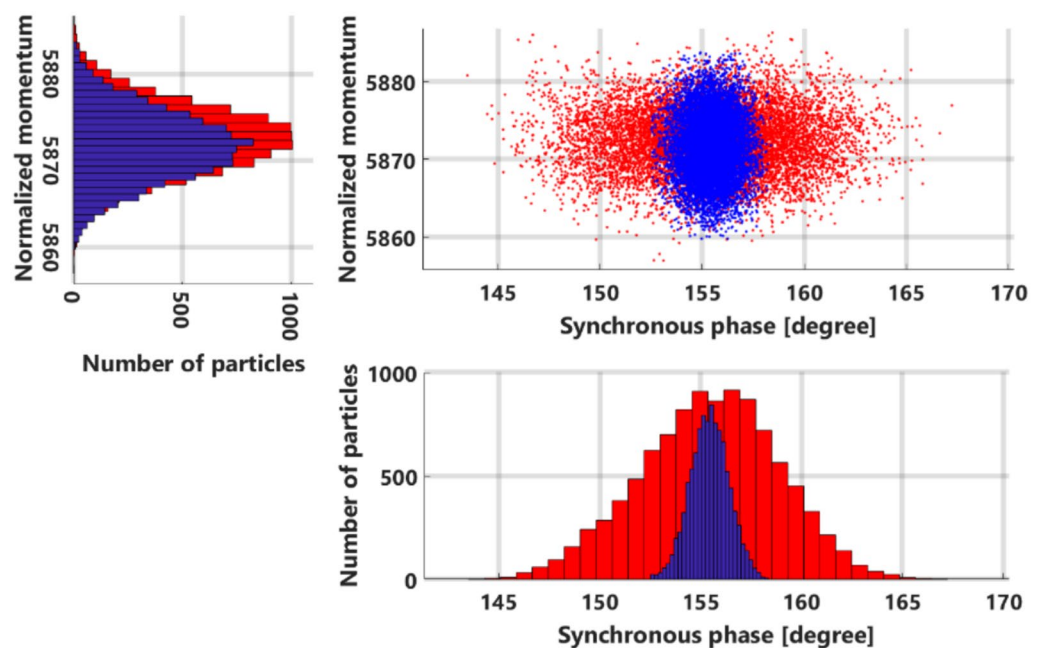 Normalized momentum
5880
5870
5860
0
500
1000
Number of particles
Normalized momentum
5880
5870
5860
145 150 155 160 165 170
Synchronous phase [degree]
Number of particles
1000
500
0
145 150 155 160 165 170
Synchronous phase [degree]